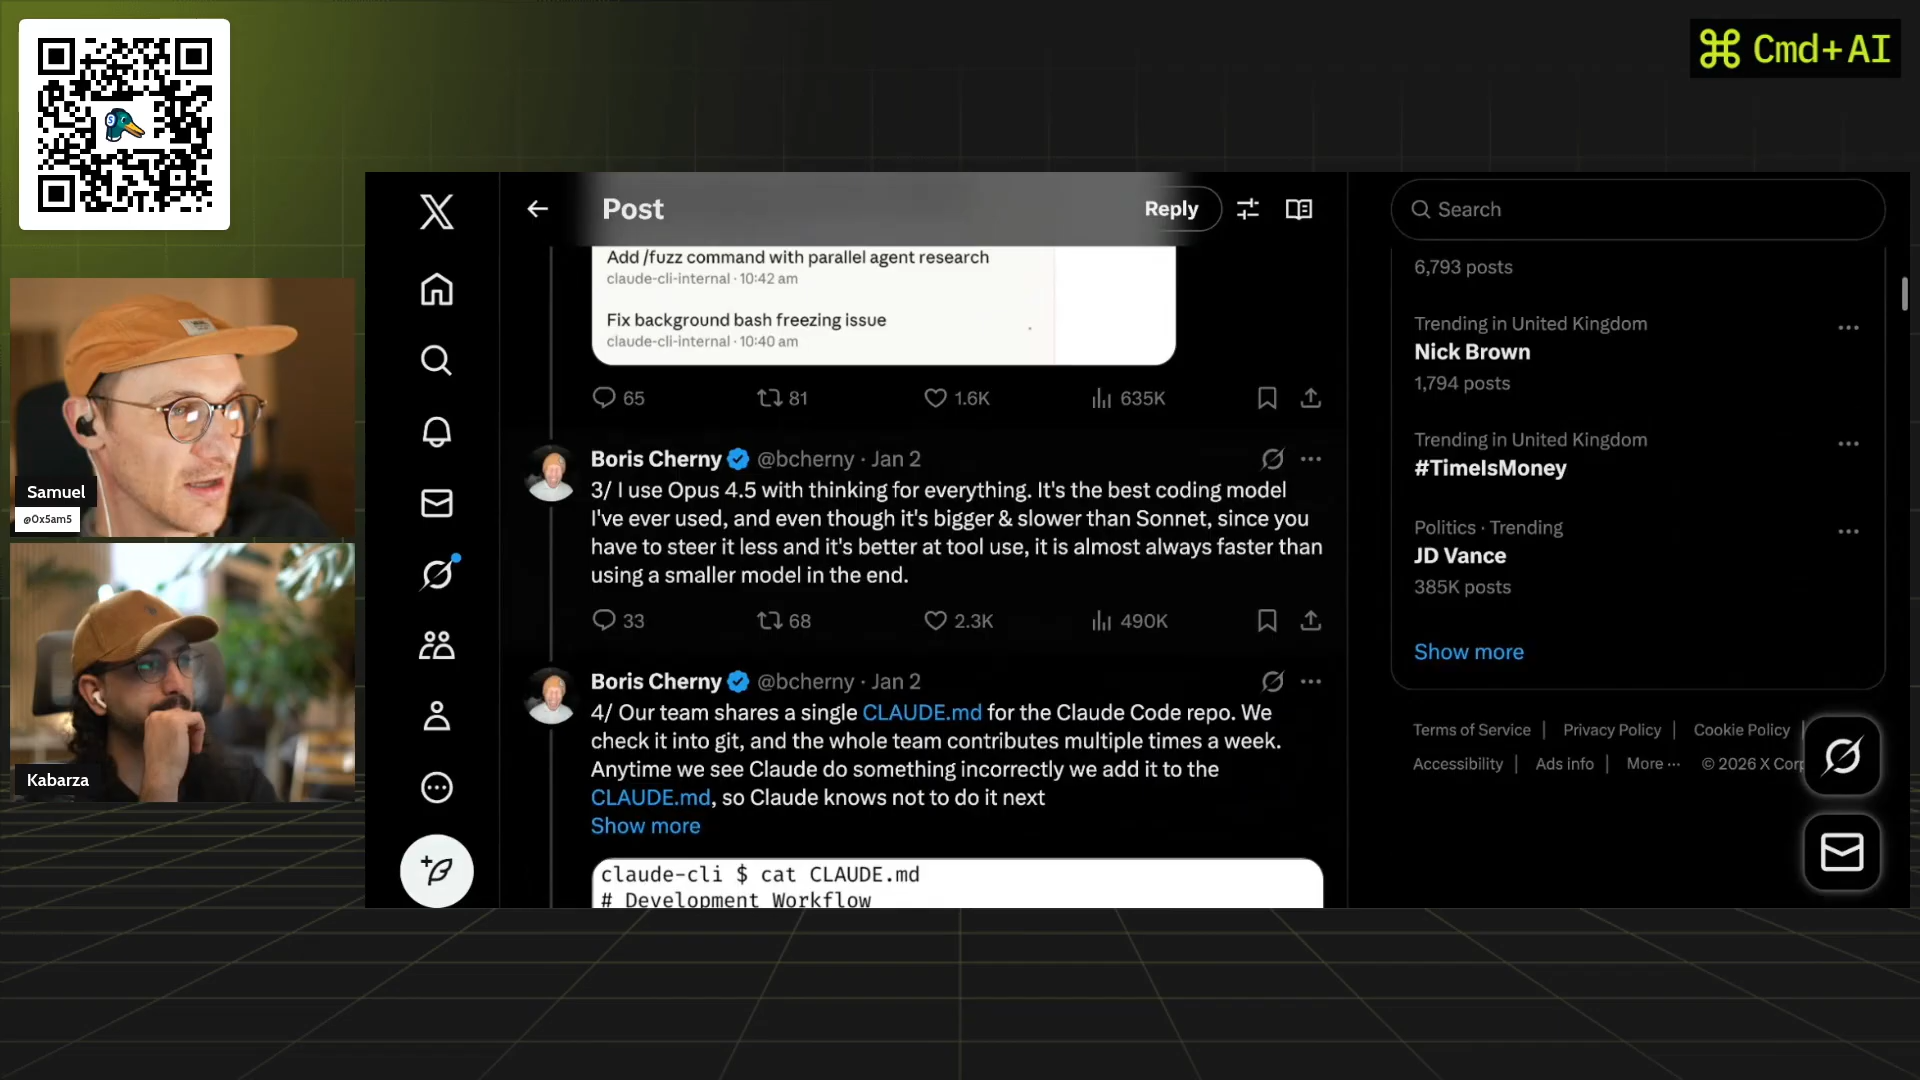 Cmd+AI
Samuel
@0x5am5
Kabarza
Post
Reply
Add /fuzz command with parallel agent research
claude-cli-internal · 10:42 am
Fix background bash freezing issue
claude-cli-internal · 10:40 am
65
81
1.6K
635K
Boris Cherny @bcherny · Jan 2
3/ I use Opus 4.5 with thinking for everything. It's the best coding model
I've ever used, and even though it's bigger & slower than Sonnet, since you
have to steer it less and it's better at tool use, it is almost always faster than
using a smaller model in the end.
33
68
2.3K
490K
Boris Cherny @bcherny · Jan 2
4/ Our team shares a single CLAUDE.md for the Claude Code repo. We
check it into git, and the whole team contributes multiple times a week.
Anytime we see Claude do something incorrectly we add it to the
CLAUDE.md, so Claude knows not to do it next
Show more
claude-cli $ cat CLAUDE.md
# Development Workflow
Search
6,793 posts
Trending in United Kingdom
Nick Brown
1,794 posts
Trending in United Kingdom
#TimeIsMoney
Politics · Trending
JD Vance
385K posts
Show more
Terms of Service | Privacy Policy | Cookie Policy |
Accessibility | Ads info | More ··· © 2026 X Corp